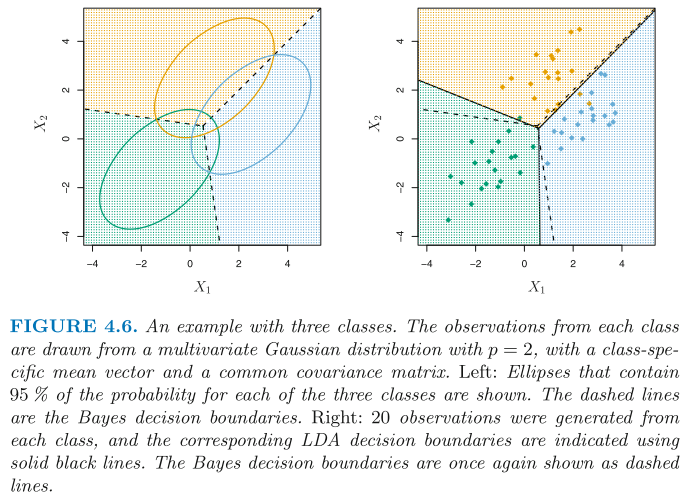 4
2
0
−2
−4
X2
−4
−2
0
2
4
X1
4
2
0
−2
−4
X2
−4
−2
0
2
4
X1
FIGURE 4.6. An example with three classes. The observations from each class
are drawn from a multivariate Gaussian distribution with p = 2, with a class-spe-
cific mean vector and a common covariance matrix. Left: Ellipses that contain
95 % of the probability for each of the three classes are shown. The dashed lines
are the Bayes decision boundaries. Right: 20 observations were generated from
each class, and the corresponding LDA decision boundaries are indicated using
solid black lines. The Bayes decision boundaries are once again shown as dashed
lines.